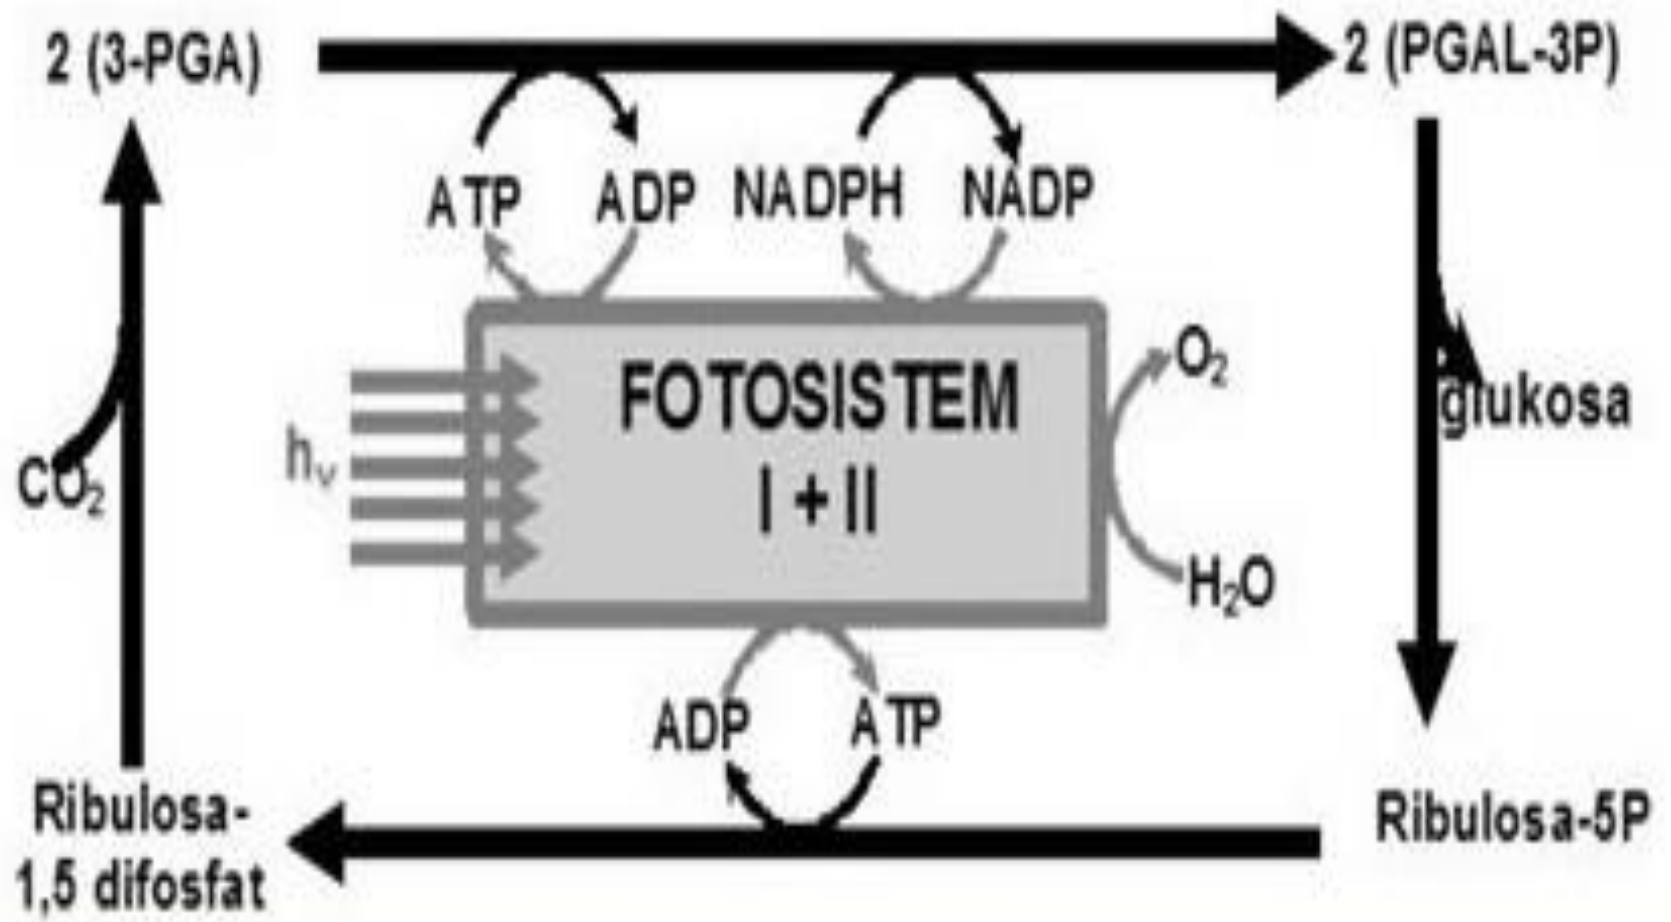 2 (3-PGA)
2 (PGAL-3P)
ATP
ADP
NADPH
NADP
FOTOSISTEM
I + II
O₂
glukosa
hv
CO₂
H₂O
ADP
ATP
Ribulosa-
1,5 difosfat
Ribulosa-5P